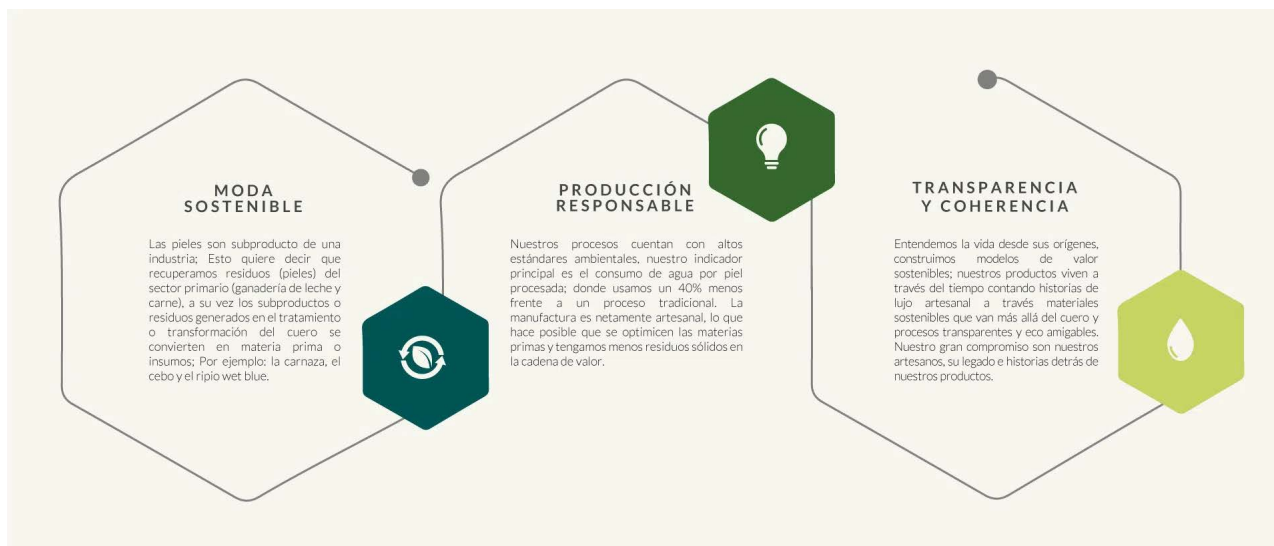 MODA
SOSTENIBLE
Las pieles son subproducto de una
industria; Esto quiere decir que
recuperamos residuos (pieles) del
sector primario (ganadería de leche y
carne), a su vez los subproductos o
residuos generados en el tratamiento
o transformación del cuero se
convierten en materia prima o
insumos; Por ejemplo: la carnaza, el
cebo y el ripio wet blue.
PRODUCCIÓN
RESPONSABLE
Nuestros procesos cuentan con altos
estándares ambientales, nuestro indicador
principal es el consumo de agua por piel
procesada; donde usamos un 40% menos
frente a un proceso tradicional. La
manufactura es netamente artesanal, lo que
hace posible que se optimicen las materias
primas y tengamos menos residuos sólidos en
la cadena de valor.
TRANSPARENCIA
Y COHERENCIA
Entendemos la vida desde sus orígenes,
construimos modelos de valor
sostenibles; nuestros productos viven a
través del tiempo contando historias de
lujo artesanal a través materiales
sostenibles que van más allá del cuero y
procesos transparentes y eco amigables.
Nuestro gran compromiso son nuestros
artesanos, su legado e historias detrás de
nuestros productos.